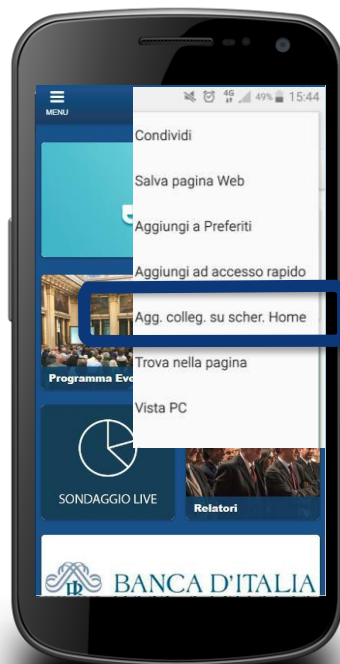 4G 49% 15:44
MENU
Condividi
Salva pagina Web
Aggiungi a Preferiti
Aggiungi ad accesso rapido
Agg. colleg. su scher. Home
Trova nella pagina
Vista PC
Programma Eve
SONDAGGIO LIVE
Relatori
BANCA D'ITALIA